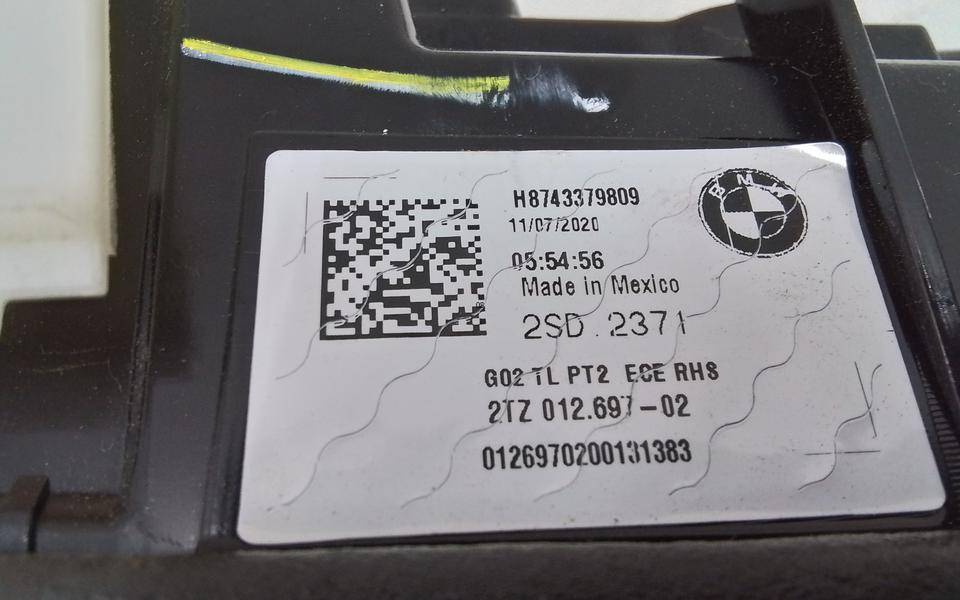 H8743379809
11/07/2020
05:54:56
Made in Mexico
2SD 2371
G02 TL PT2 ECE RHS
2TZ 012.697-02
0126970200131383
BMW